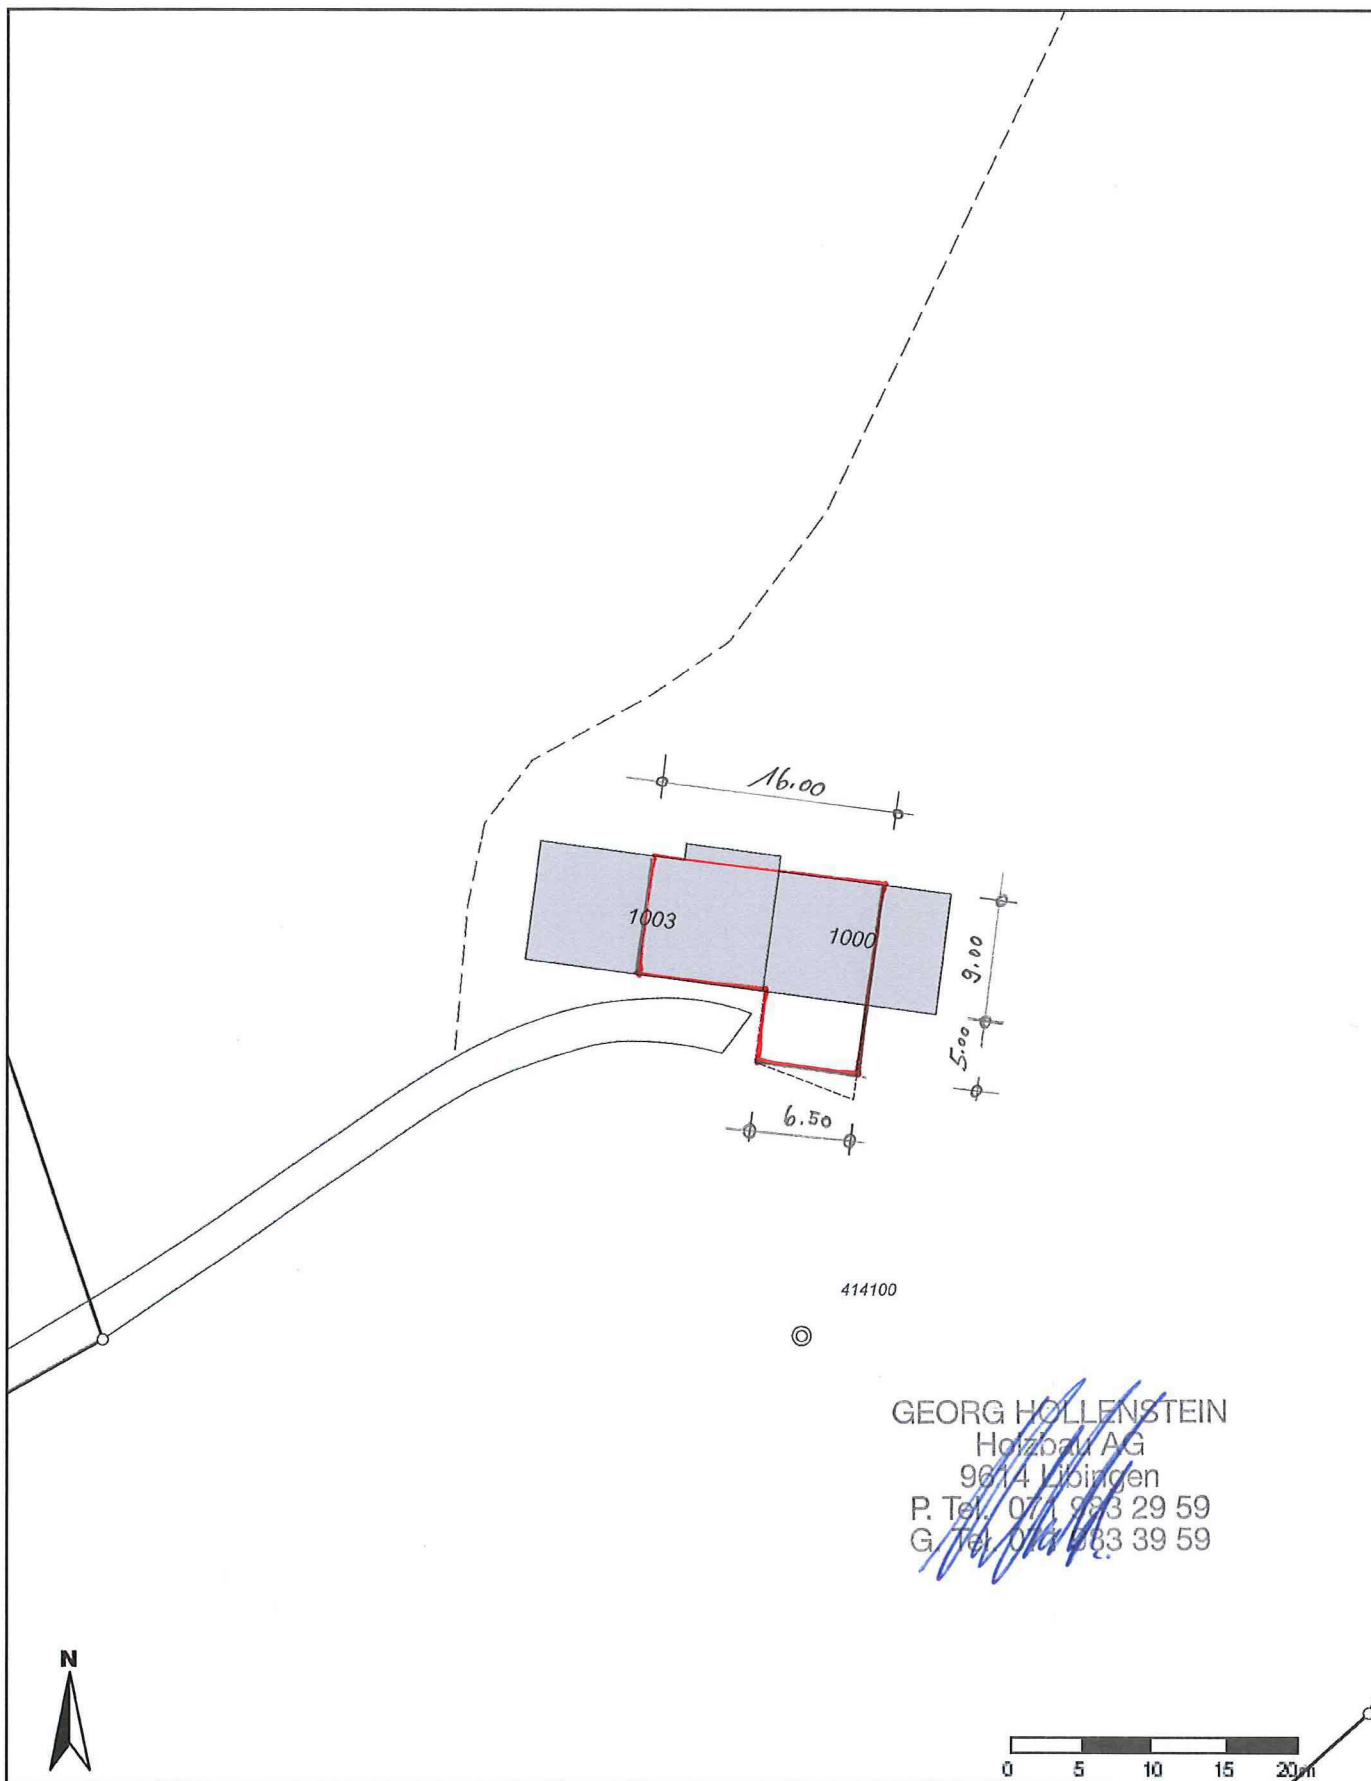 16.00
1003
1000
9.00
5.00
6.50
414100
GEORG HOLLENSTEIN
Holzbau AG
9614 Libingen
P. Tel. 071 983 29 59
G. Tel. 071 983 39 59
N
0 5 10 15 20m